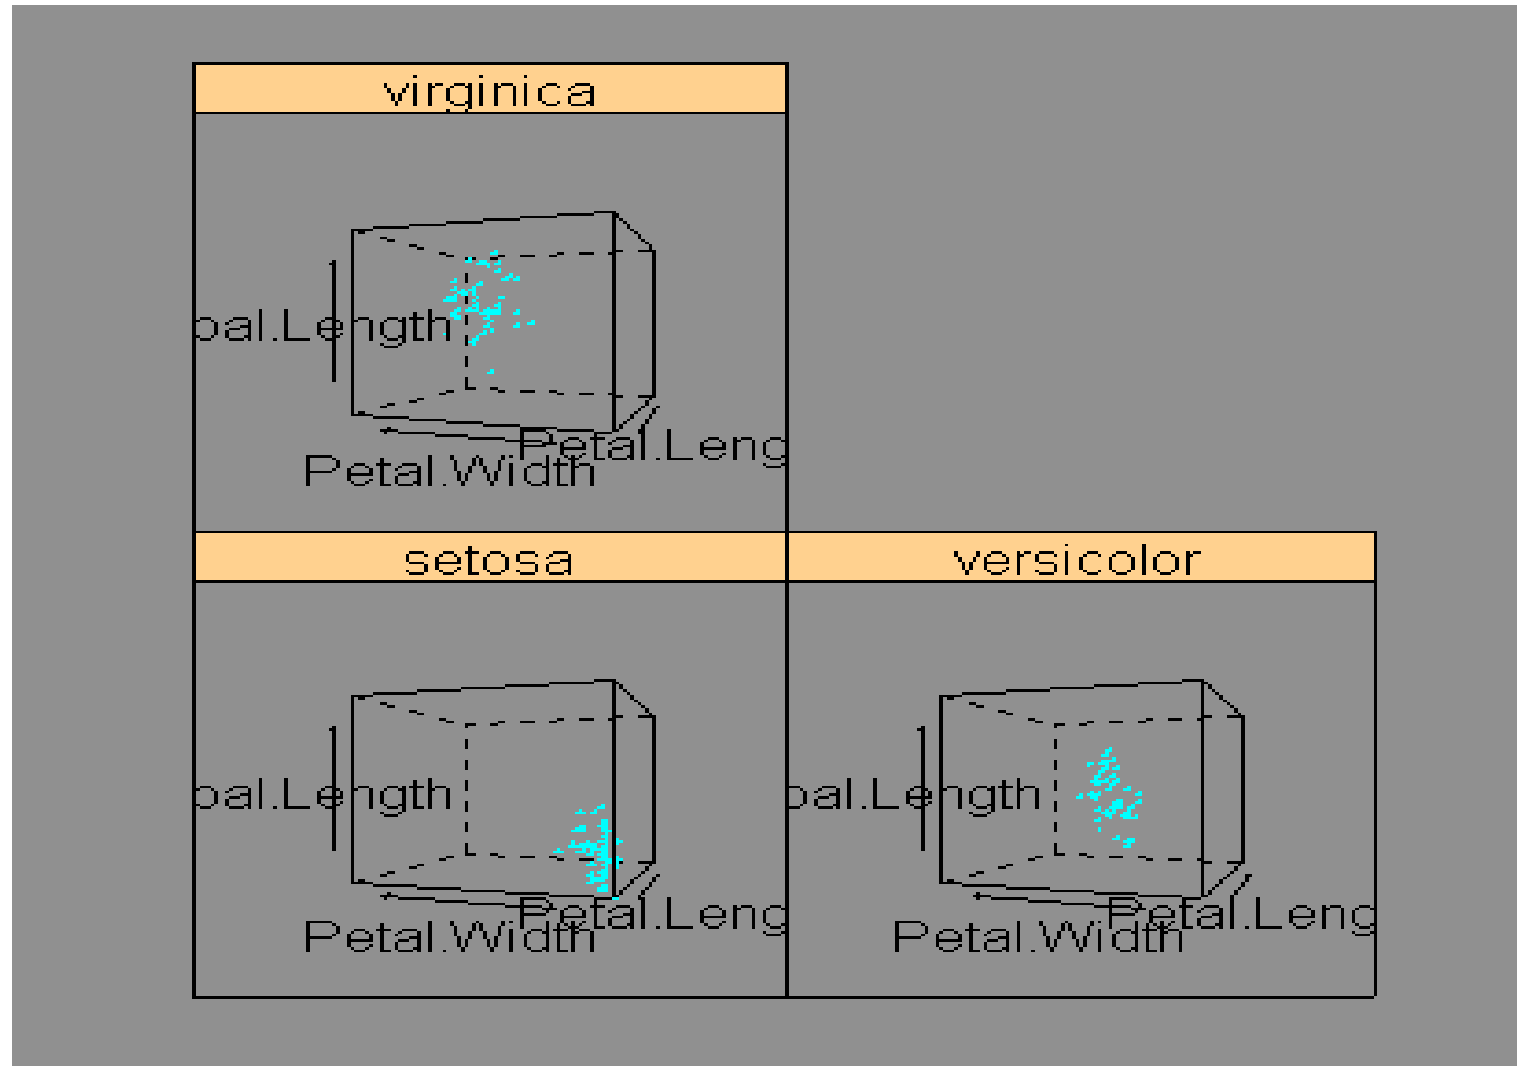 virginica
pal.Length
Petal.Leng
Petal.Width
setosa
versicolor
pal.Length
pal.Length
Petal.Leng
Petal.Leng
Petal.Width
Petal.Width